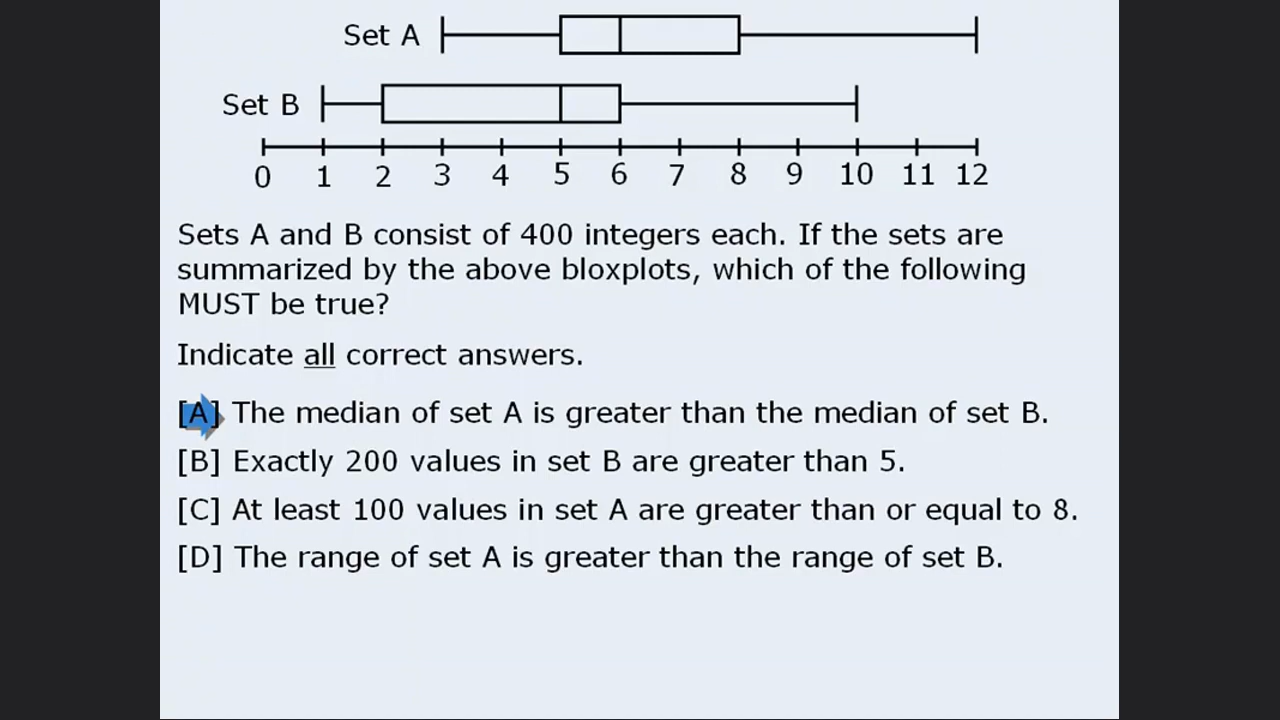 Set A
Set B
0 1 2 3 4 5 6 7 8 9 10 11 12
Sets A and B consist of 400 integers each. If the sets are
summarized by the above bloxplots, which of the following
MUST be true?
Indicate all correct answers.
[A] The median of set A is greater than the median of set B.
[B] Exactly 200 values in set B are greater than 5.
[C] At least 100 values in set A are greater than or equal to 8.
[D] The range of set A is greater than the range of set B.